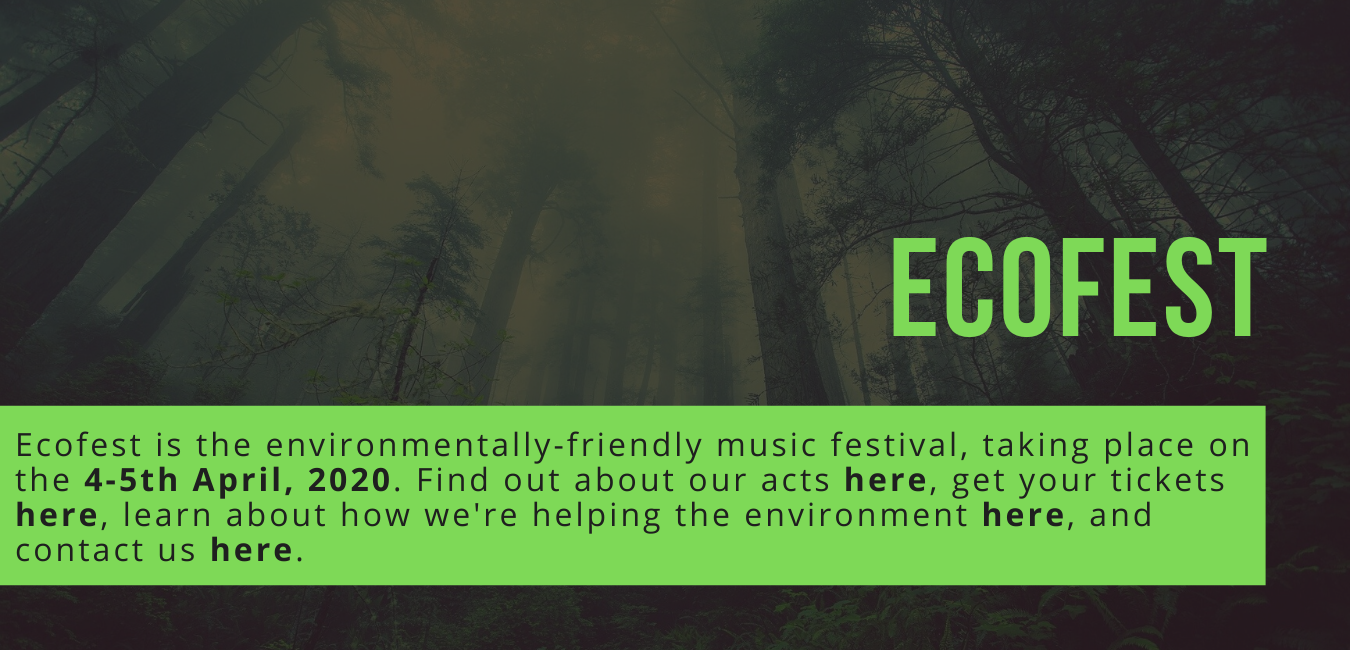 ECOFEST
Ecofest is the environmentally-friendly music festival, taking place on
the 4-5th April, 2020. Find out about our acts here, get your tickets
here, learn about how we're helping the environment here, and
contact us here.